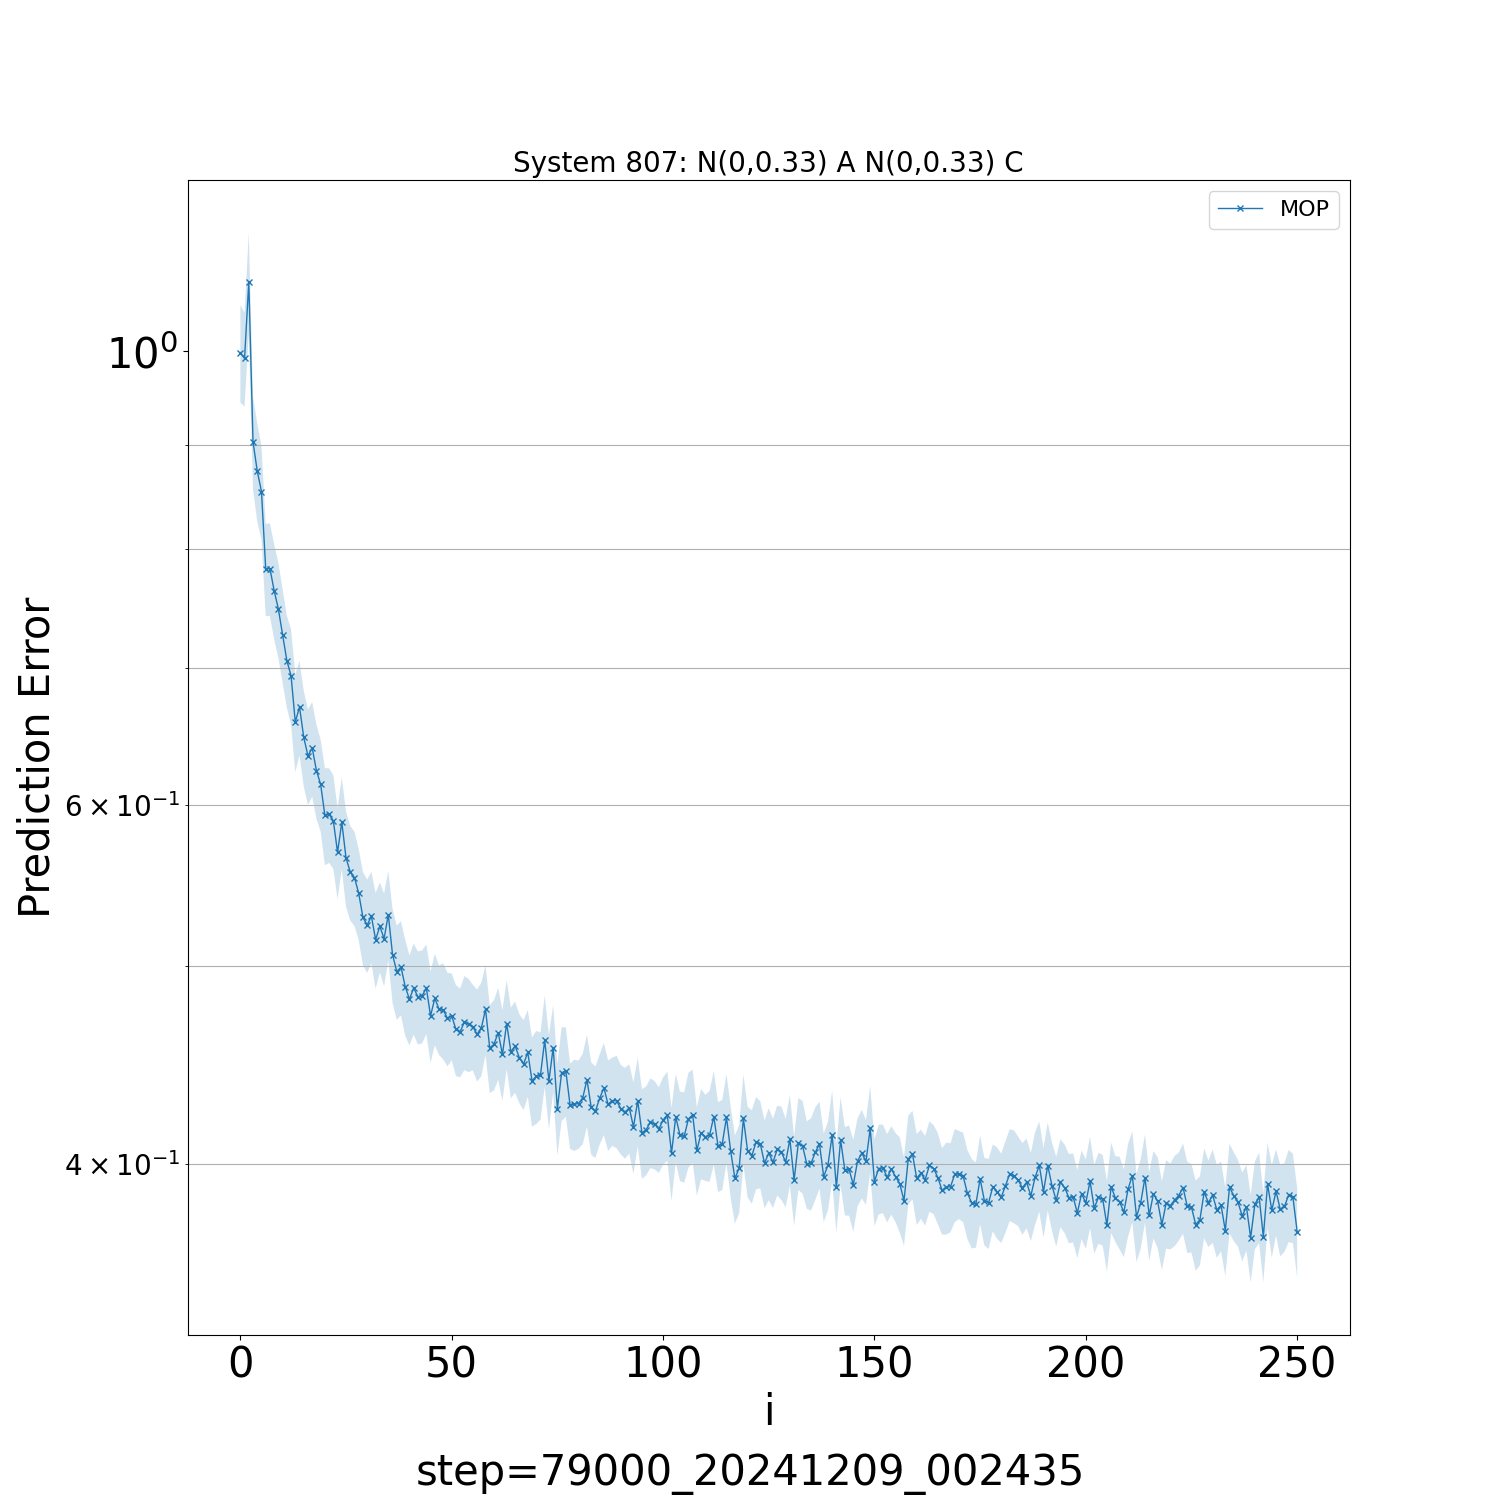 System 807: N(0,0.33) A N(0,0.33) C
MOP
10⁰
6 × 10⁻¹
4 × 10⁻¹
Prediction Error
0 50 100 150 200 250
i
step=79000_20241209_002435